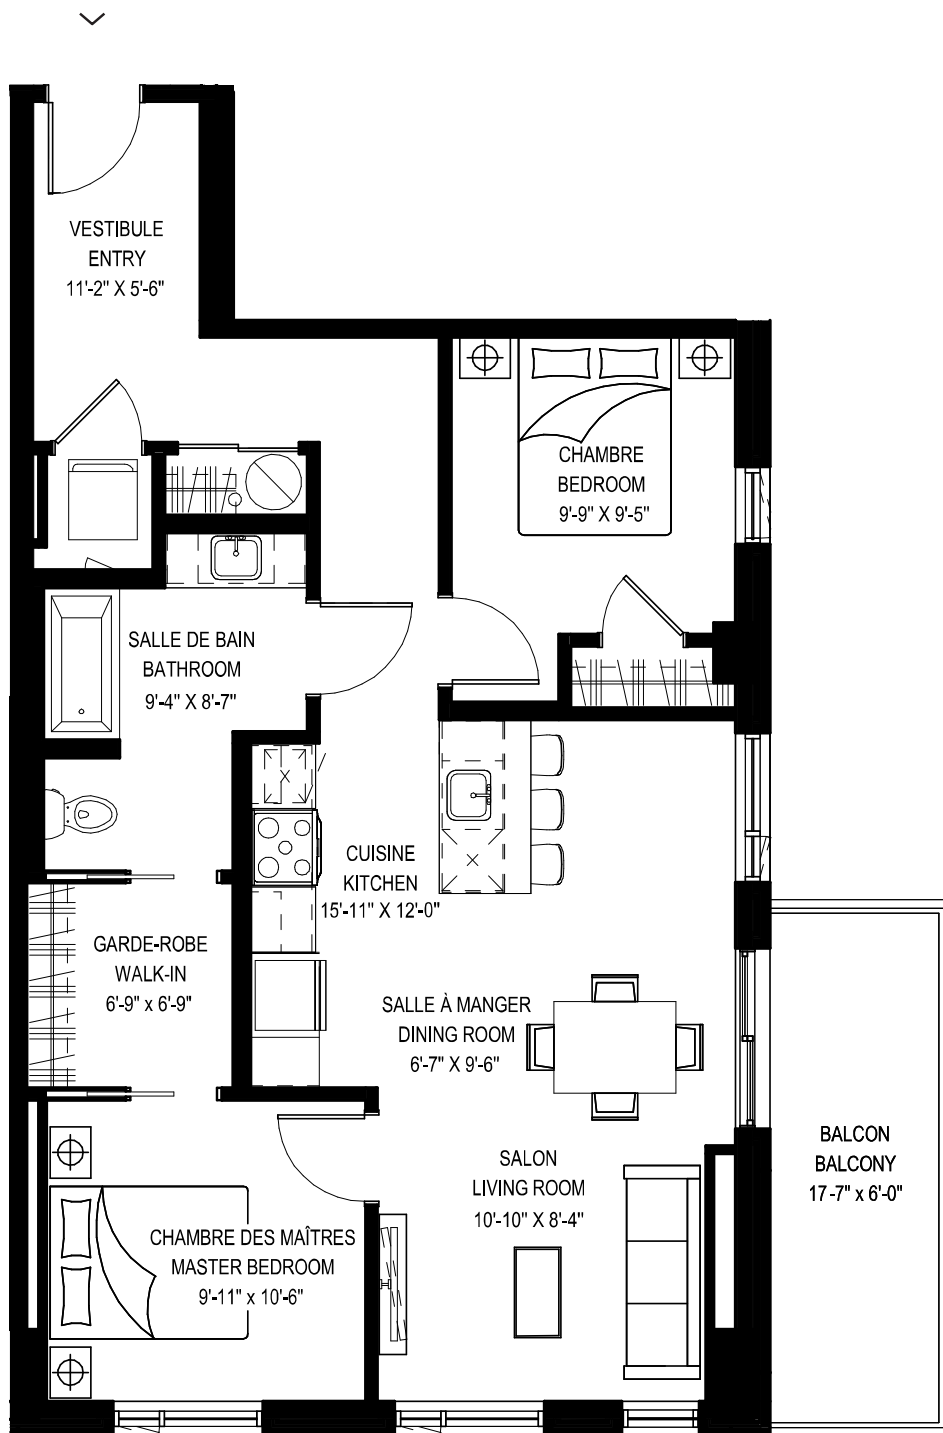 VESTIBULE
ENTRY
11'-2" X 5'-6"
CHAMBRE
BEDROOM
9'-9" X 9'-5"
SALLE DE BAIN
BATHROOM
9'-4" X 8'-7"
CUISINE
KITCHEN
15'-11" X 12'-0"
GARDE-ROBE
WALK-IN
6'-9" x 6'-9"
SALLE À MANGER
DINING ROOM
6'-7" X 9'-6"
BALCON
BALCONY
17'-7" x 6'-0"
SALON
LIVING ROOM
10'-10" X 8'-4"
CHAMBRE DES MAÎTRES
MASTER BEDROOM
9'-11" x 10'-6"